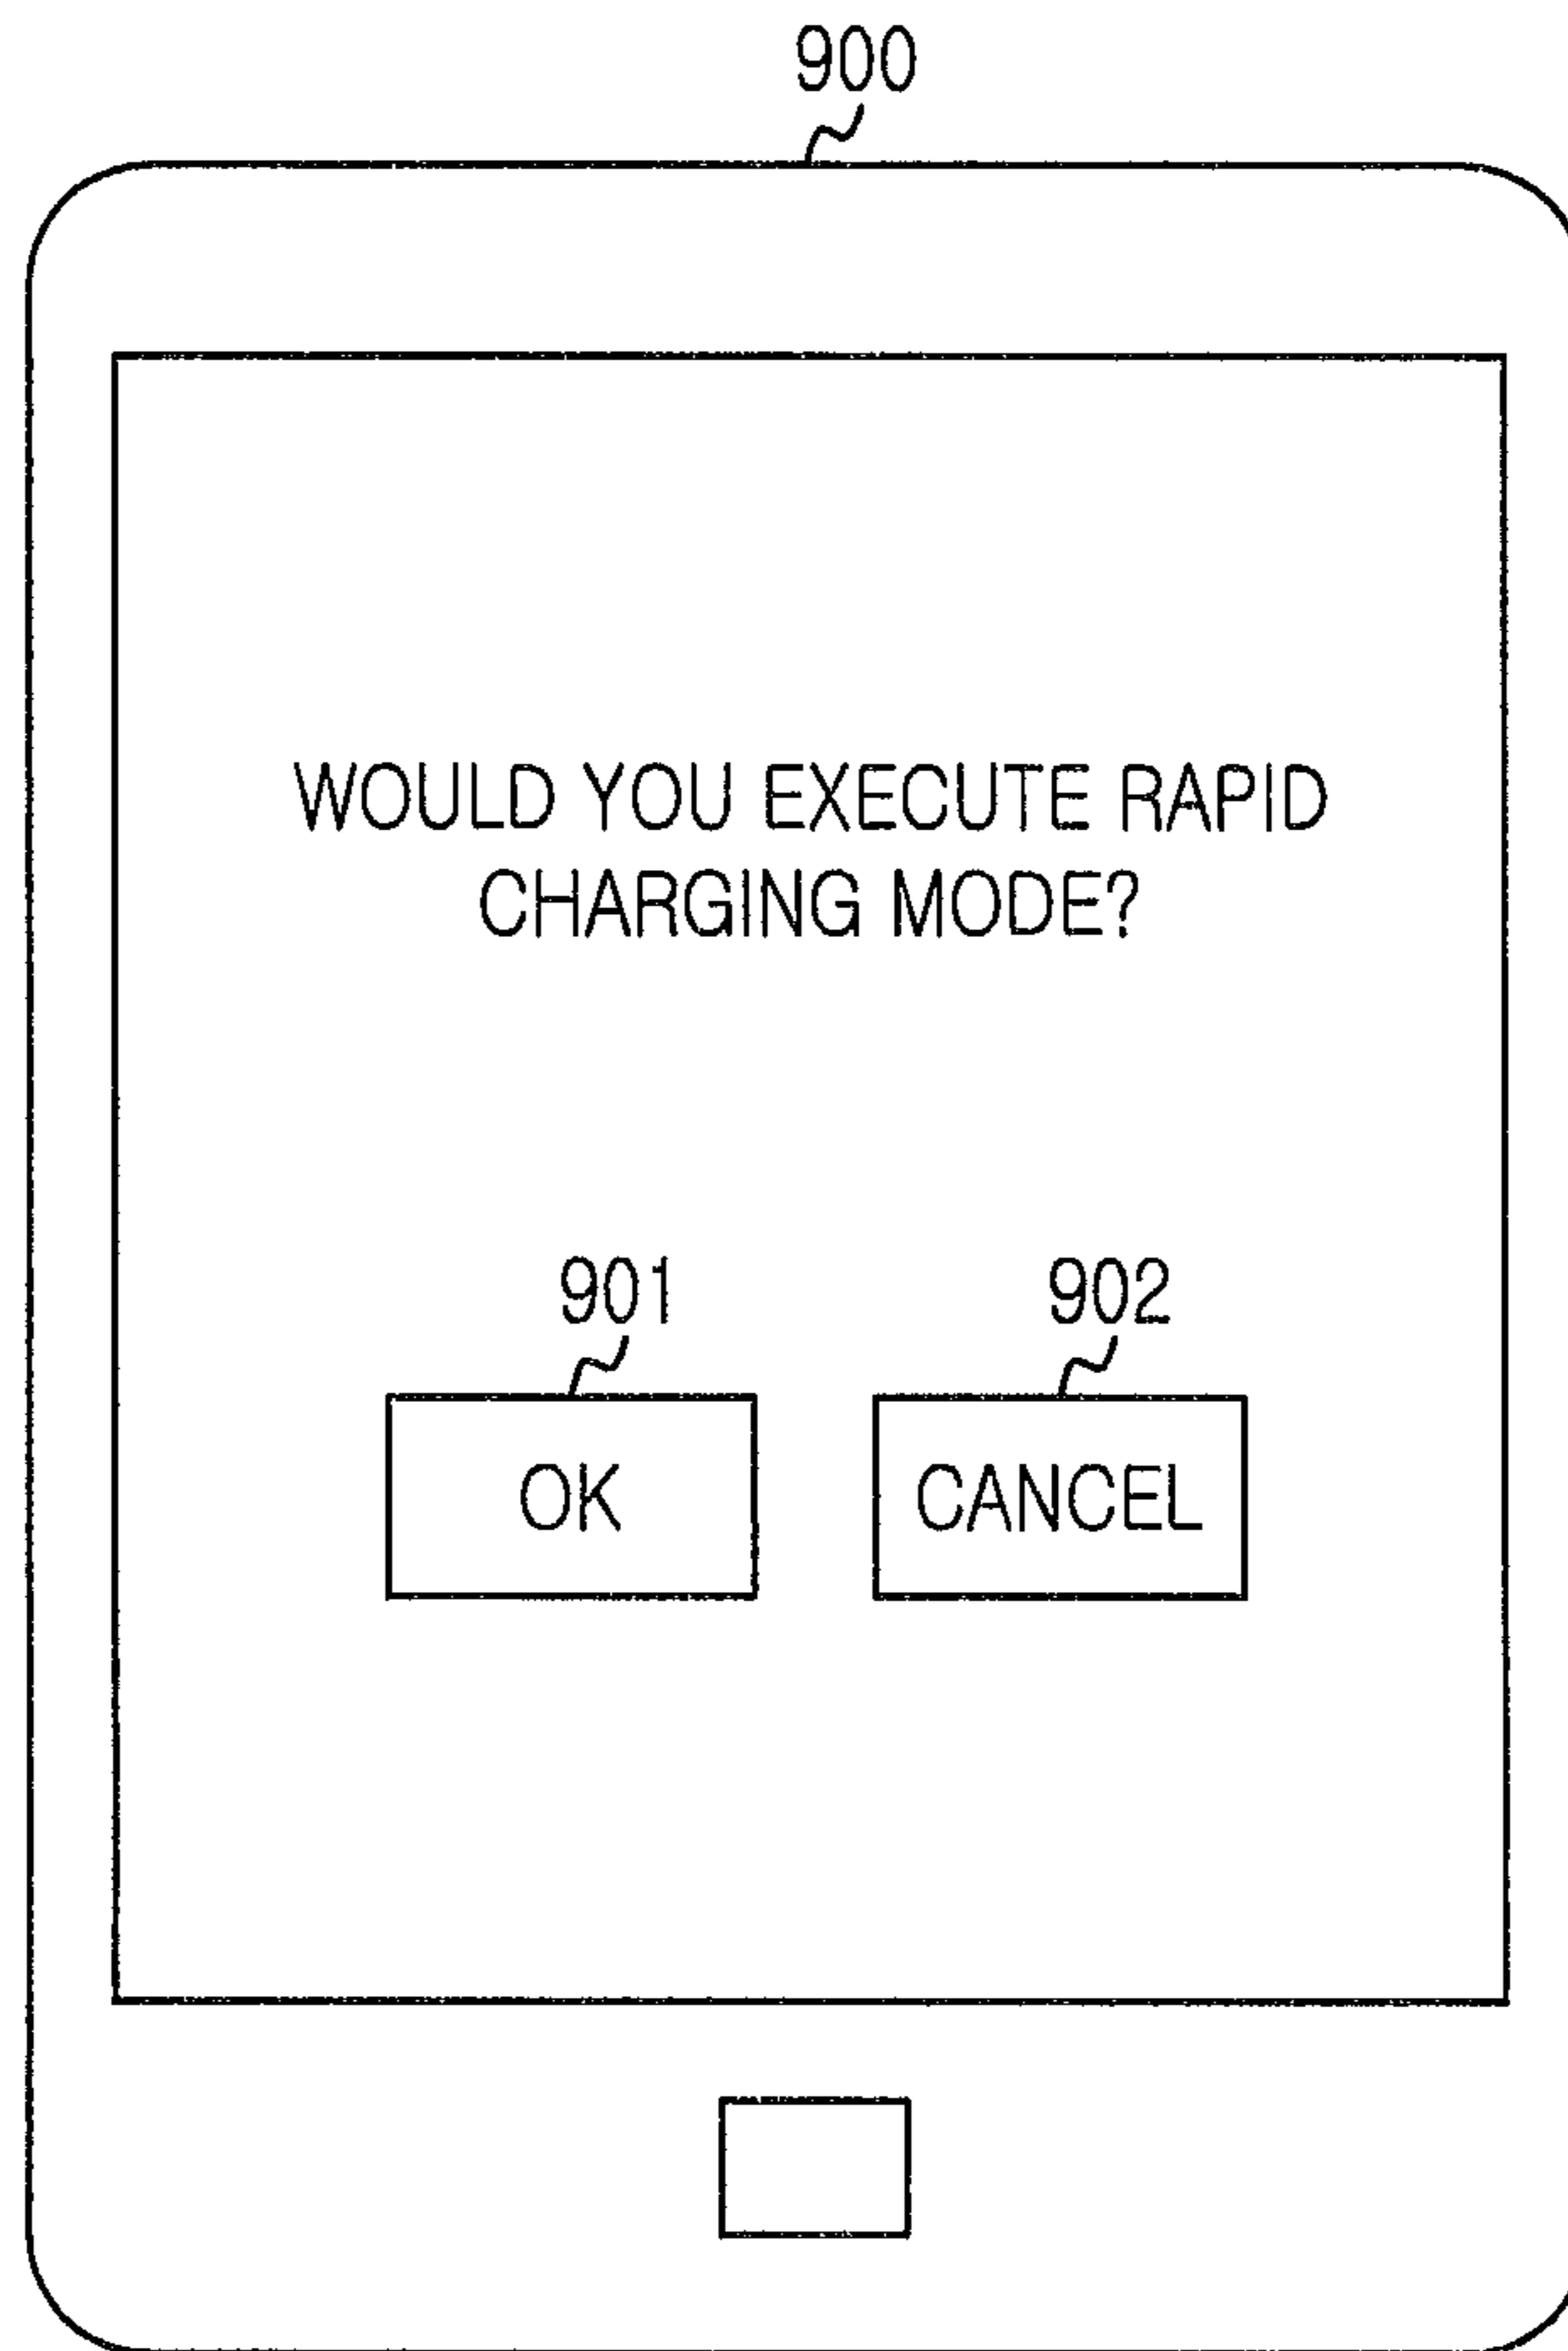 900
WOULD YOU EXECUTE RAPID
CHARGING MODE?
901
902
OK
CANCEL